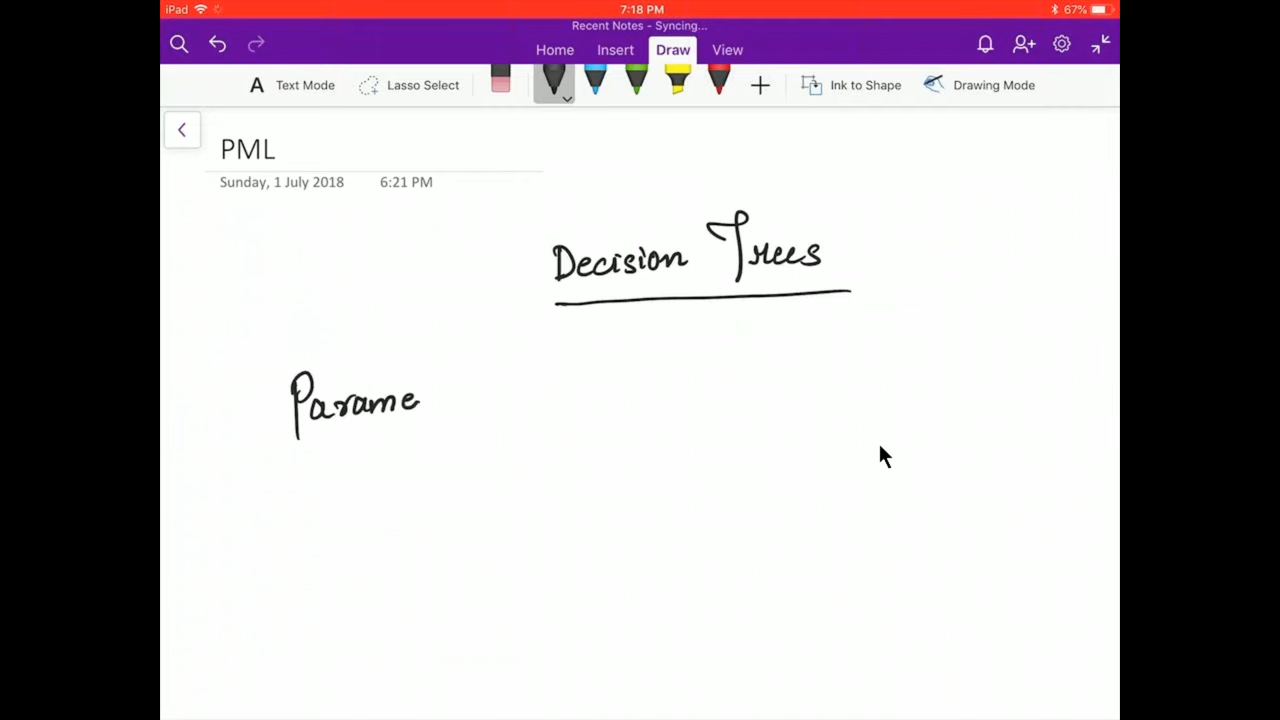 iPad 7:18 PM 67%
Recent Notes - Syncing...
Home Insert Draw View
A Text Mode Lasso Select Ink to Shape Drawing Mode
PML
Sunday, 1 July 2018 6:21 PM
Decision Trees
Parame